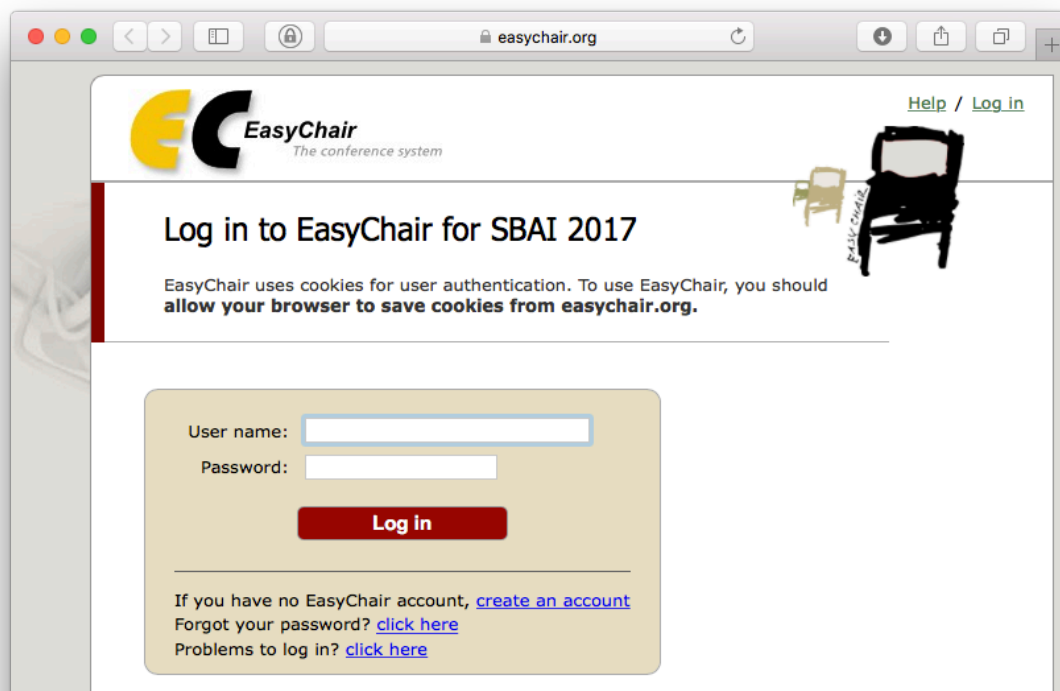 easychair.org
Help / Log in
EC EasyChair
The conference system
EASY CHAIR
Log in to EasyChair for SBAI 2017
EasyChair uses cookies for user authentication. To use EasyChair, you should
allow your browser to save cookies from easychair.org.
User name:
Password:
Log in
If you have no EasyChair account, create an account
Forgot your password? click here
Problems to log in? click here